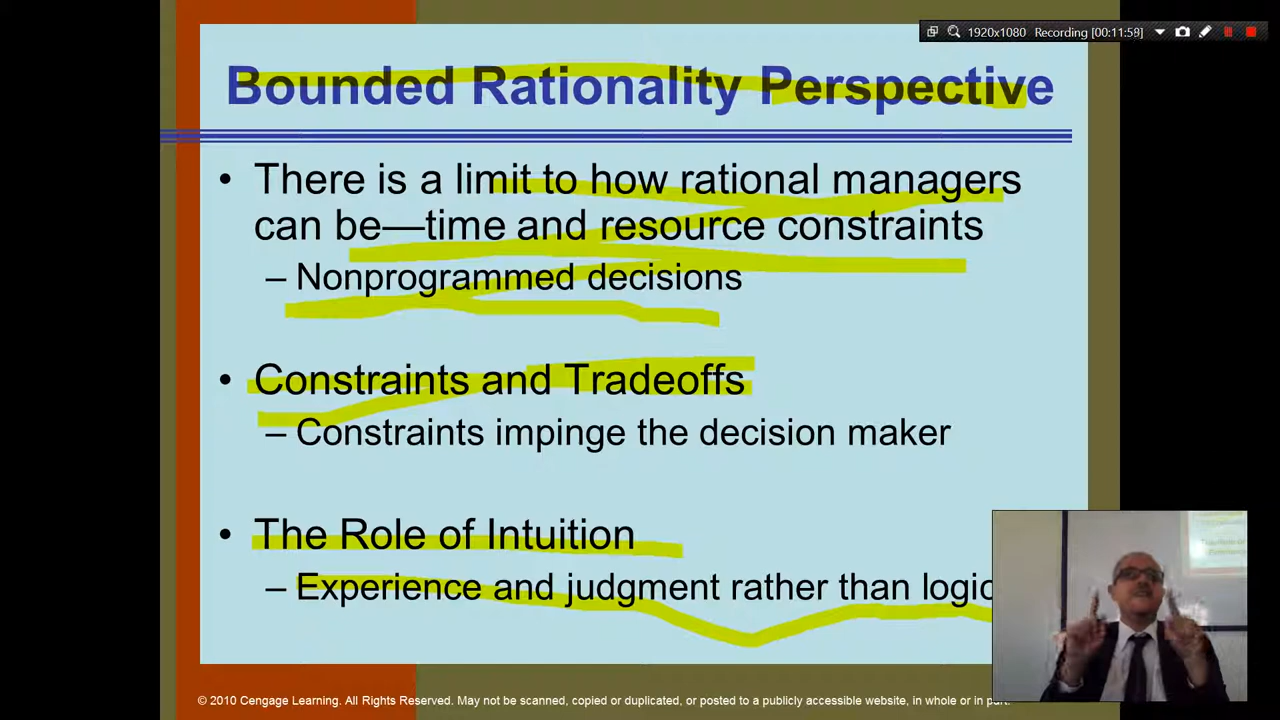 1920x1080 Recording [00:11:59]
Bounded Rationality Perspective
• There is a limit to how rational managers
can be—time and resource constraints
– Nonprogrammed decisions
• Constraints and Tradeoffs
– Constraints impinge the decision maker
• The Role of Intuition
– Experience and judgment rather than logic
© 2010 Cengage Learning. All Rights Reserved. May not be scanned, copied or duplicated, or posted to a publicly accessible website, in whole or in part.